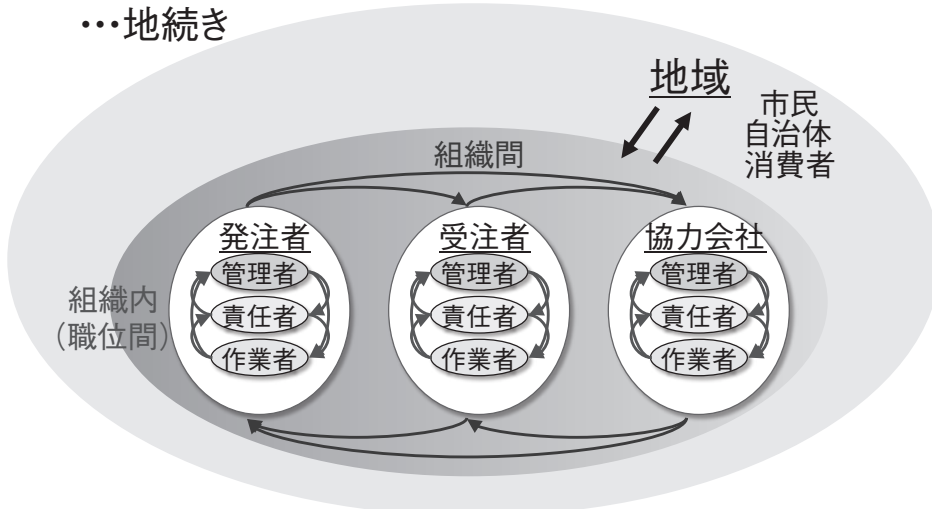 …地続き
地域
市民
自治体
消費者
組織間
発注者
管理者
責任者
作業者
受注者
管理者
責任者
作業者
協力会社
管理者
責任者
作業者
組織内
（職位間）